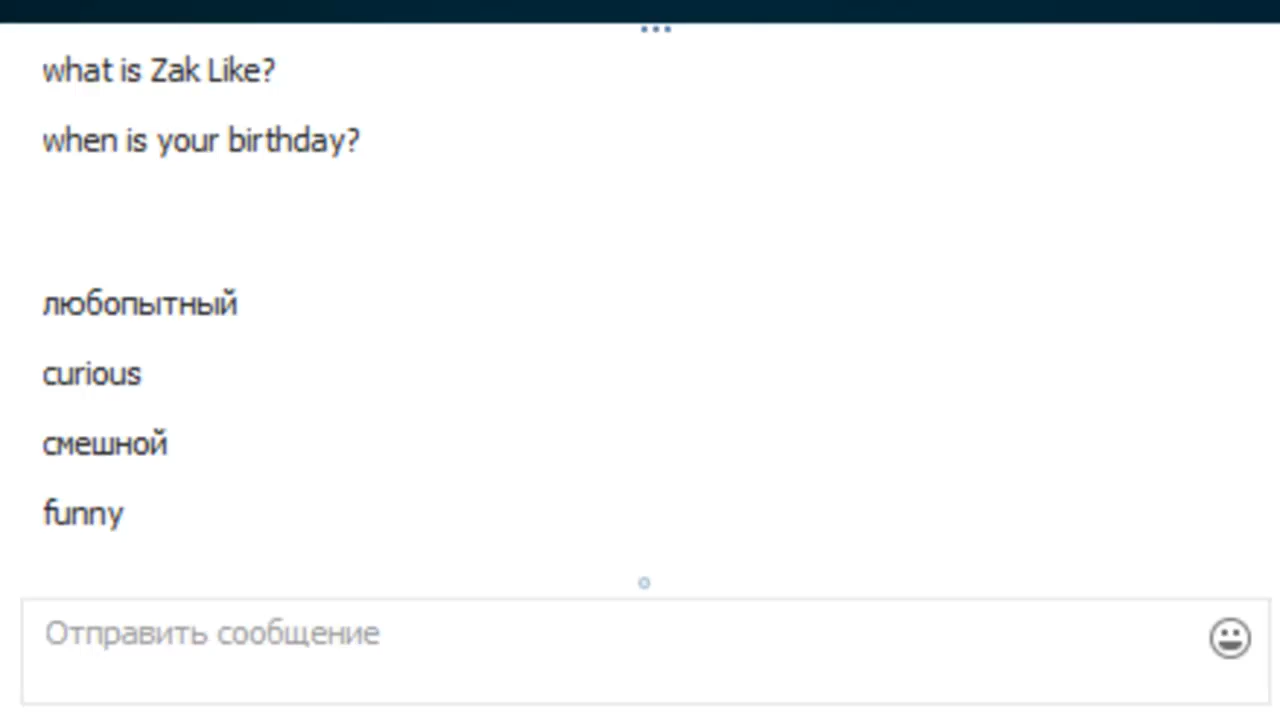 what is Zak Like?
when is your birthday?
любопытный
curious
смешной
funny
Отправить сообщение